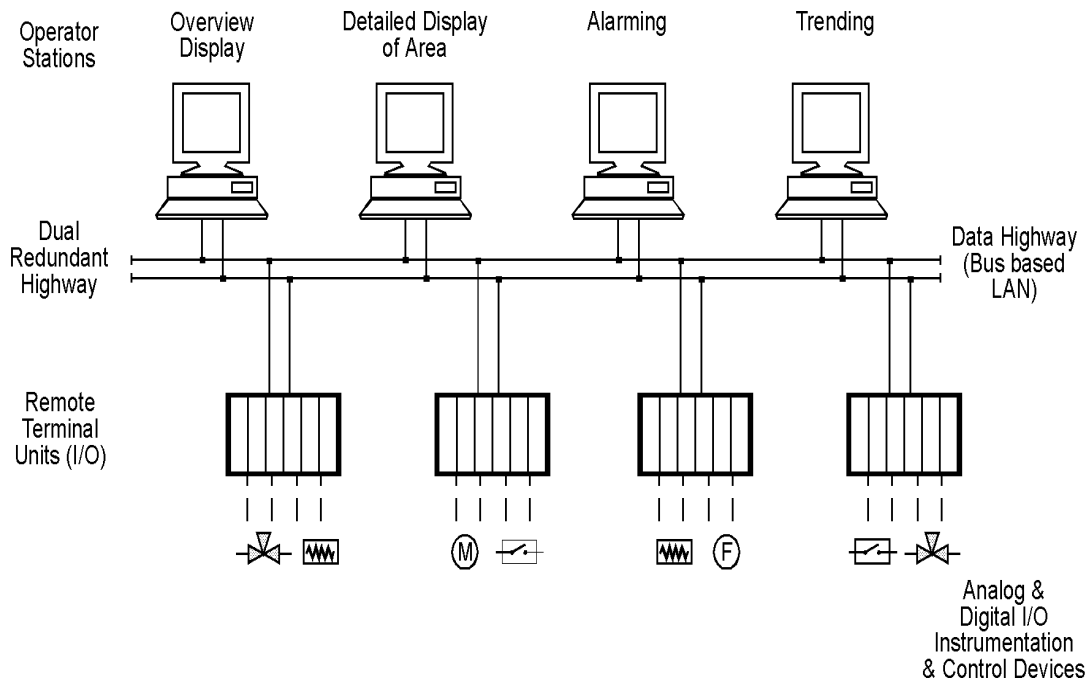 Operator
Stations
Overview
Display
Detailed Display
of Area
Alarming
Trending
Dual
Redundant
Highway
Data Highway
(Bus based
LAN)
Remote
Terminal
Units (I/O)
M
F
Analog &
Digital I/O
Instrumentation
& Control Devices